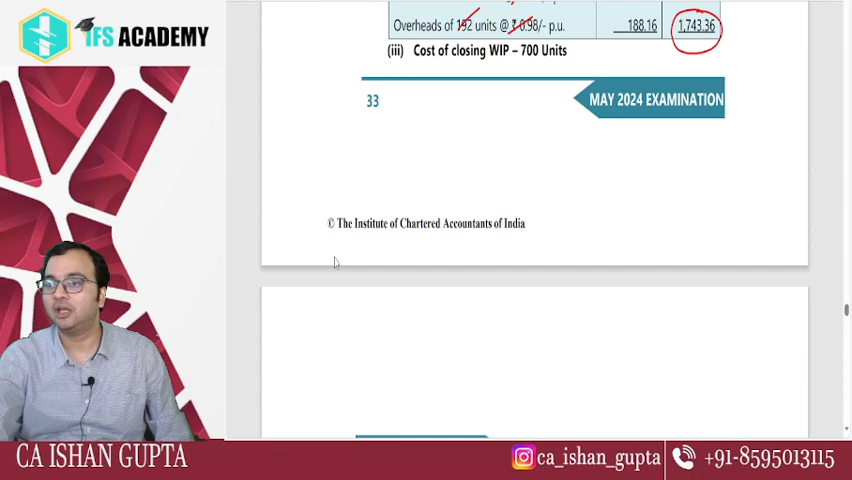 IFS ACADEMY
Overheads of 192 units @ ₹ 0.98/- p.u. 188.16 1,743.36
(iii) Cost of closing WIP – 700 Units
33
MAY 2024 EXAMINATION
© The Institute of Chartered Accountants of India
CA ISHAN GUPTA
ca_ishan_gupta
+91-8595013115